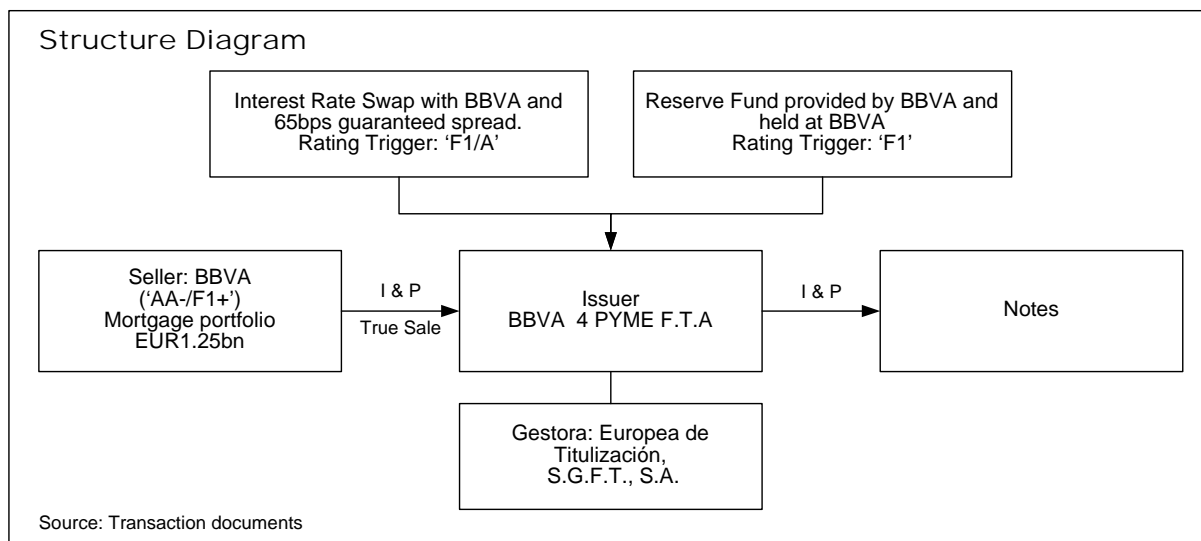 Structure Diagram
Interest Rate Swap with BBVA and
65bps guaranteed spread.
Rating Trigger: ‘F1/A’
Reserve Fund provided by BBVA and
held at BBVA
Rating Trigger: ‘F1’
Seller: BBVA
(‘AA-/F1+’)
Mortgage portfolio
EUR1.25bn
I & P
True Sale
Issuer
BBVA 4 PYME F.T.A
I & P
Notes
Gestora: Europea de
Titulización,
S.G.F.T., S.A.
Source: Transaction documents